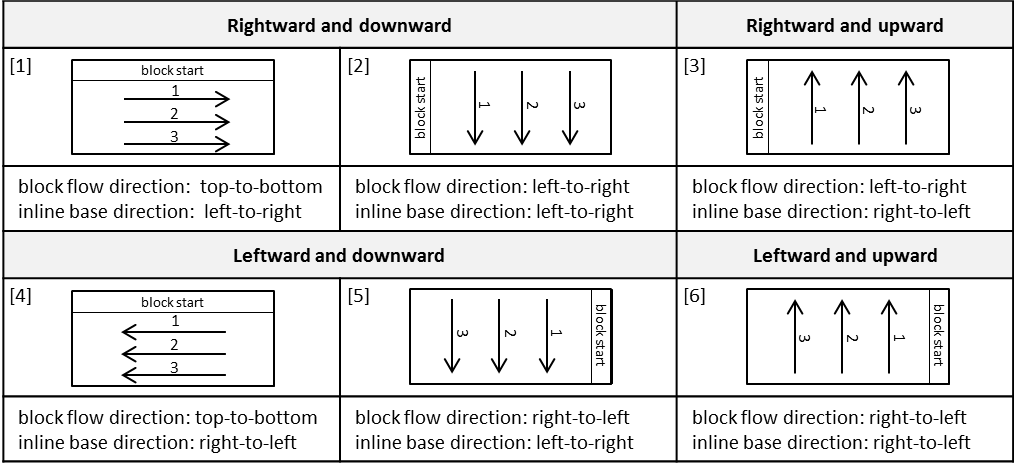 Rightward and downward
Rightward and upward
[1]
block start
1
2
3
[2]
block start
1
2
3
[3]
block start
1
2
3
block flow direction: top-to-bottom
inline base direction: left-to-right
block flow direction: left-to-right
inline base direction: left-to-right
block flow direction: left-to-right
inline base direction: right-to-left
Leftward and downward
Leftward and upward
[4]
block start
1
2
3
[5]
3
2
1
block start
[6]
3
2
1
block start
block flow direction: top-to-bottom
inline base direction: right-to-left
block flow direction: right-to-left
inline base direction: left-to-right
block flow direction: right-to-left
inline base direction: right-to-left